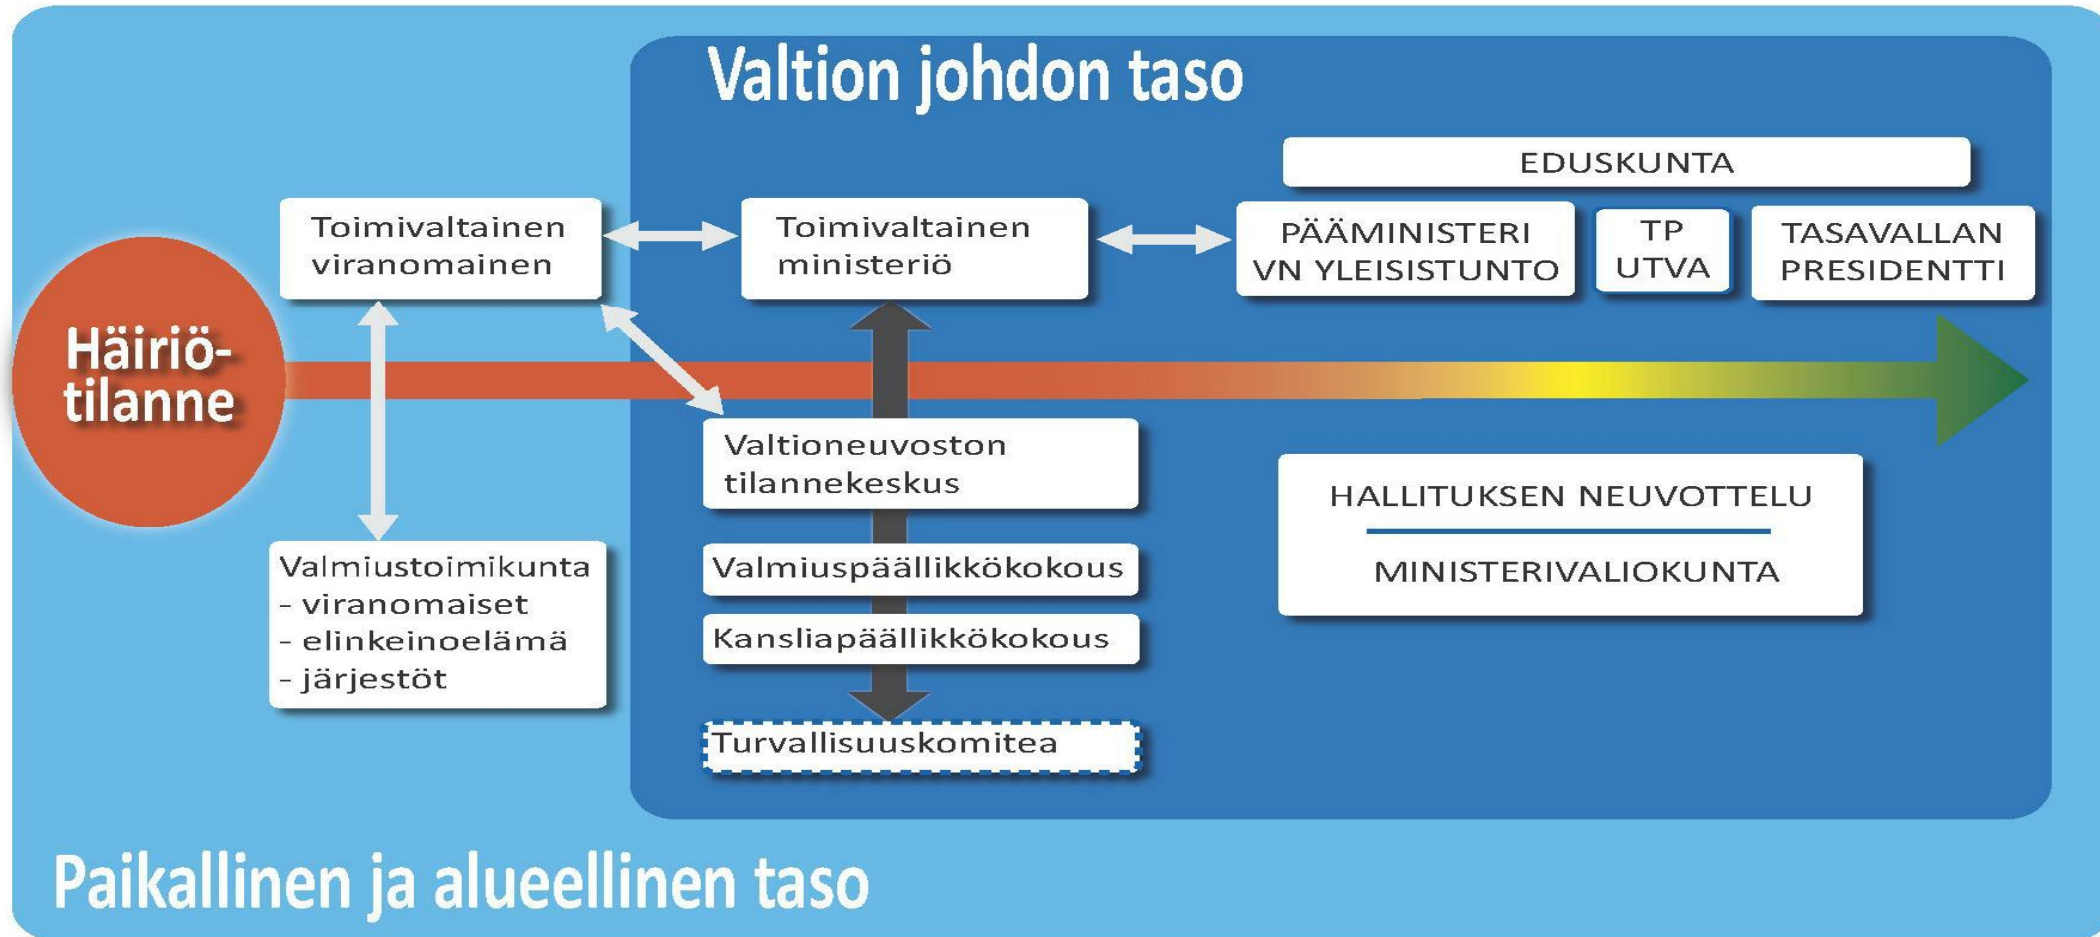 Valtion johdon taso
EDUSKUNTA
Toimivaltainen
viranomainen
Toimivaltainen
ministeriö
PÄÄMINISTERI
VN YLEISISTUNTO
TP
UTVA
TASAVALLAN
PRESIDENTTI
Häiriö-
tilanne
Valtioneuvoston
tilannekeskus
HALLITUKSEN NEUVOTTELU
MINISTERIVALIOKUNTA
Valmiustoimikunta
- viranomaiset
- elinkeinoelämä
- järjestöt
Valmiuspäällikkökokous
Kansliapäällikkökokous
Turvallisuuskomitea
Paikallinen ja alueellinen taso